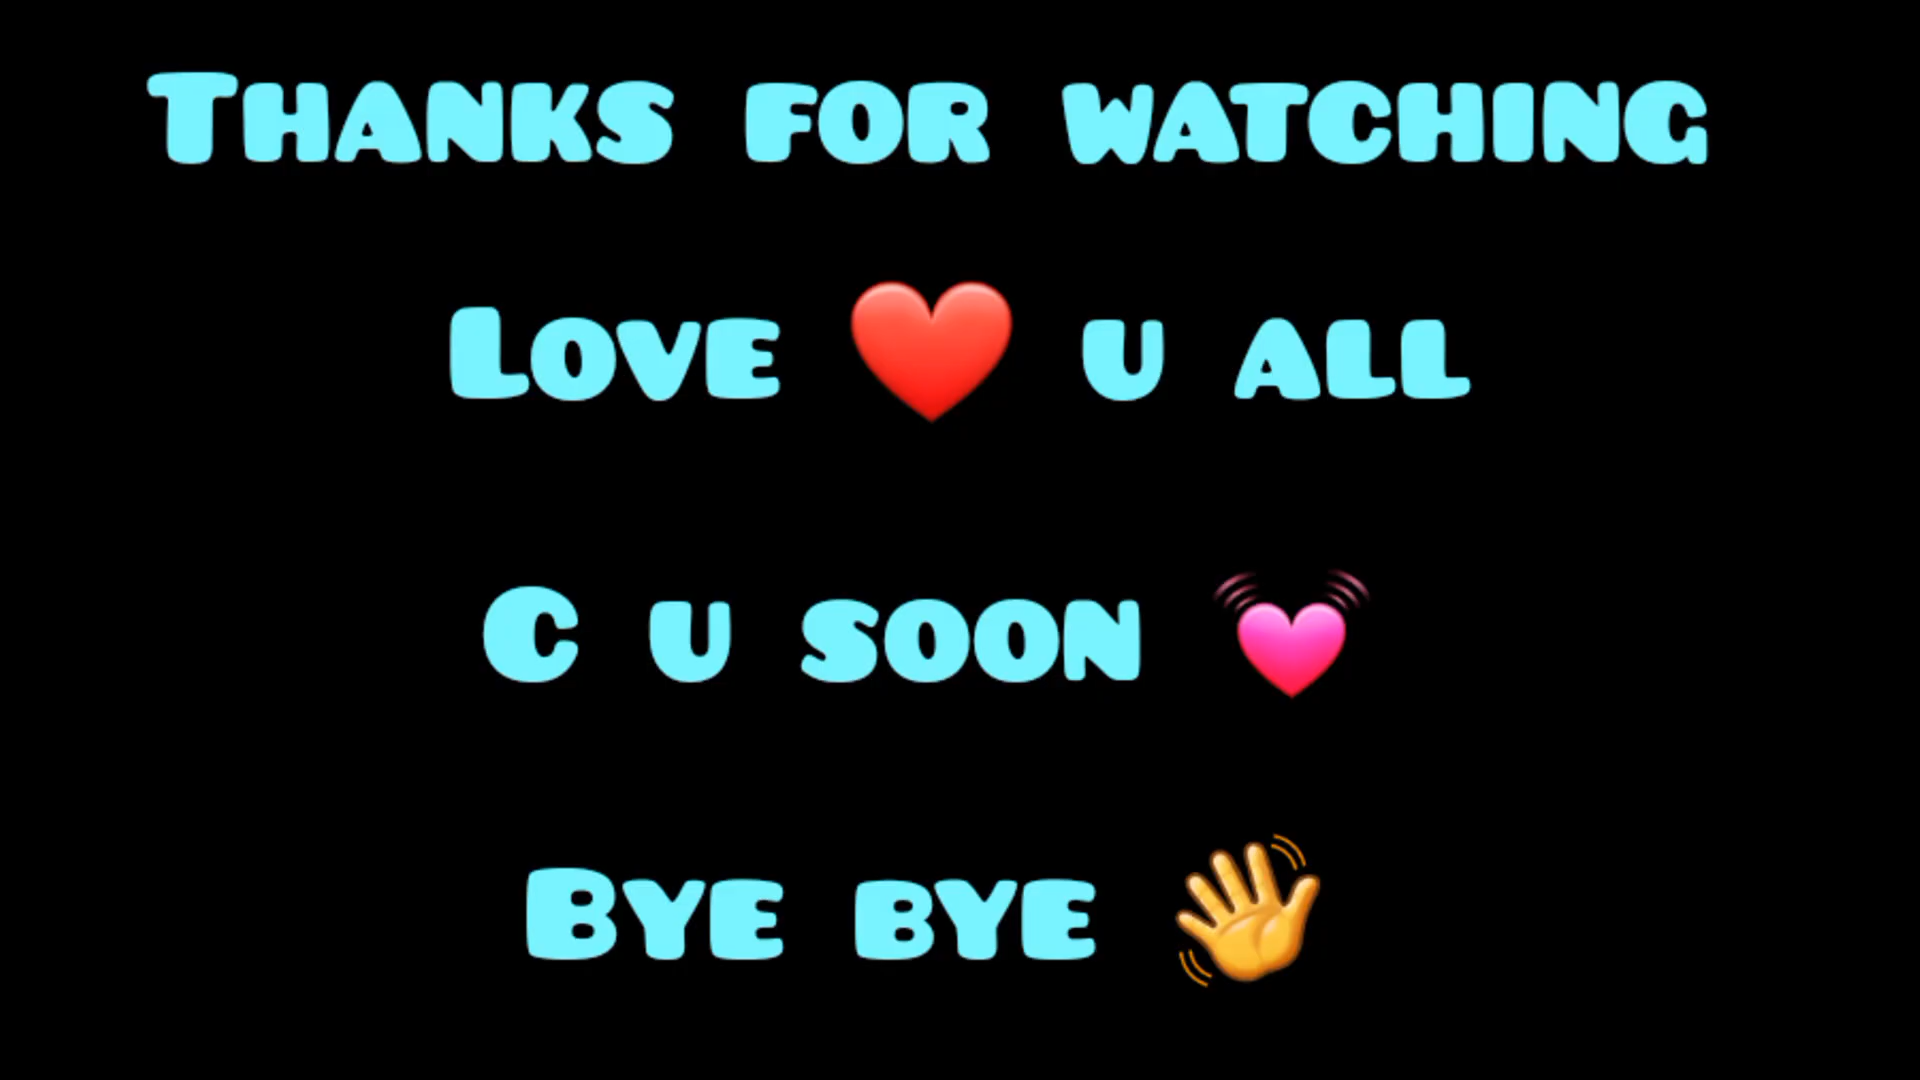 Thanks for watching
Love ❤️ u all
C u soon 💓
Bye bye 👋